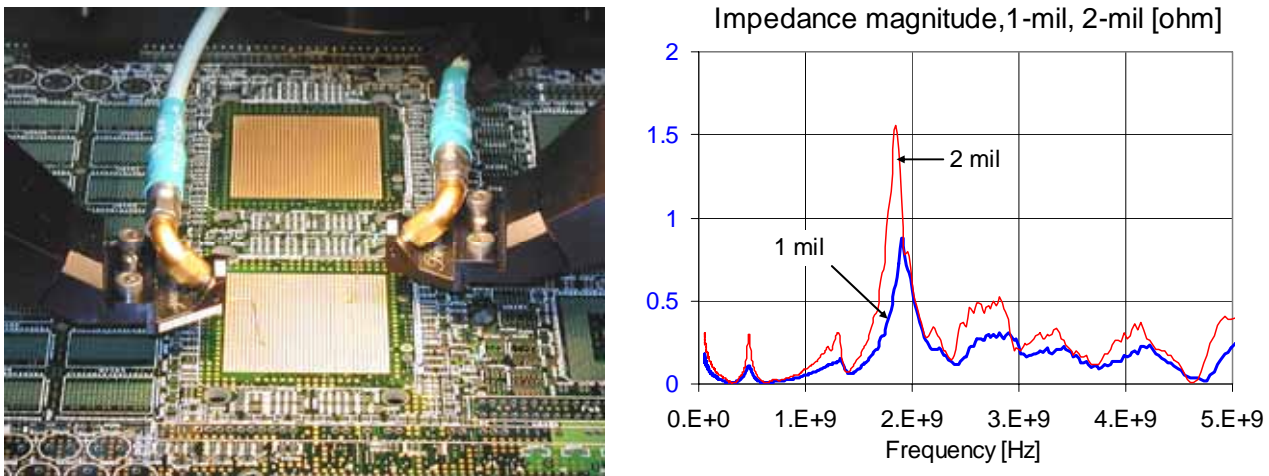 Impedance magnitude,1-mil, 2-mil [ohm]
2
1.5
1
0.5
0
2 mil
1 mil
0.E+0 1.E+9 2.E+9 3.E+9 4.E+9 5.E+9
Frequency [Hz]